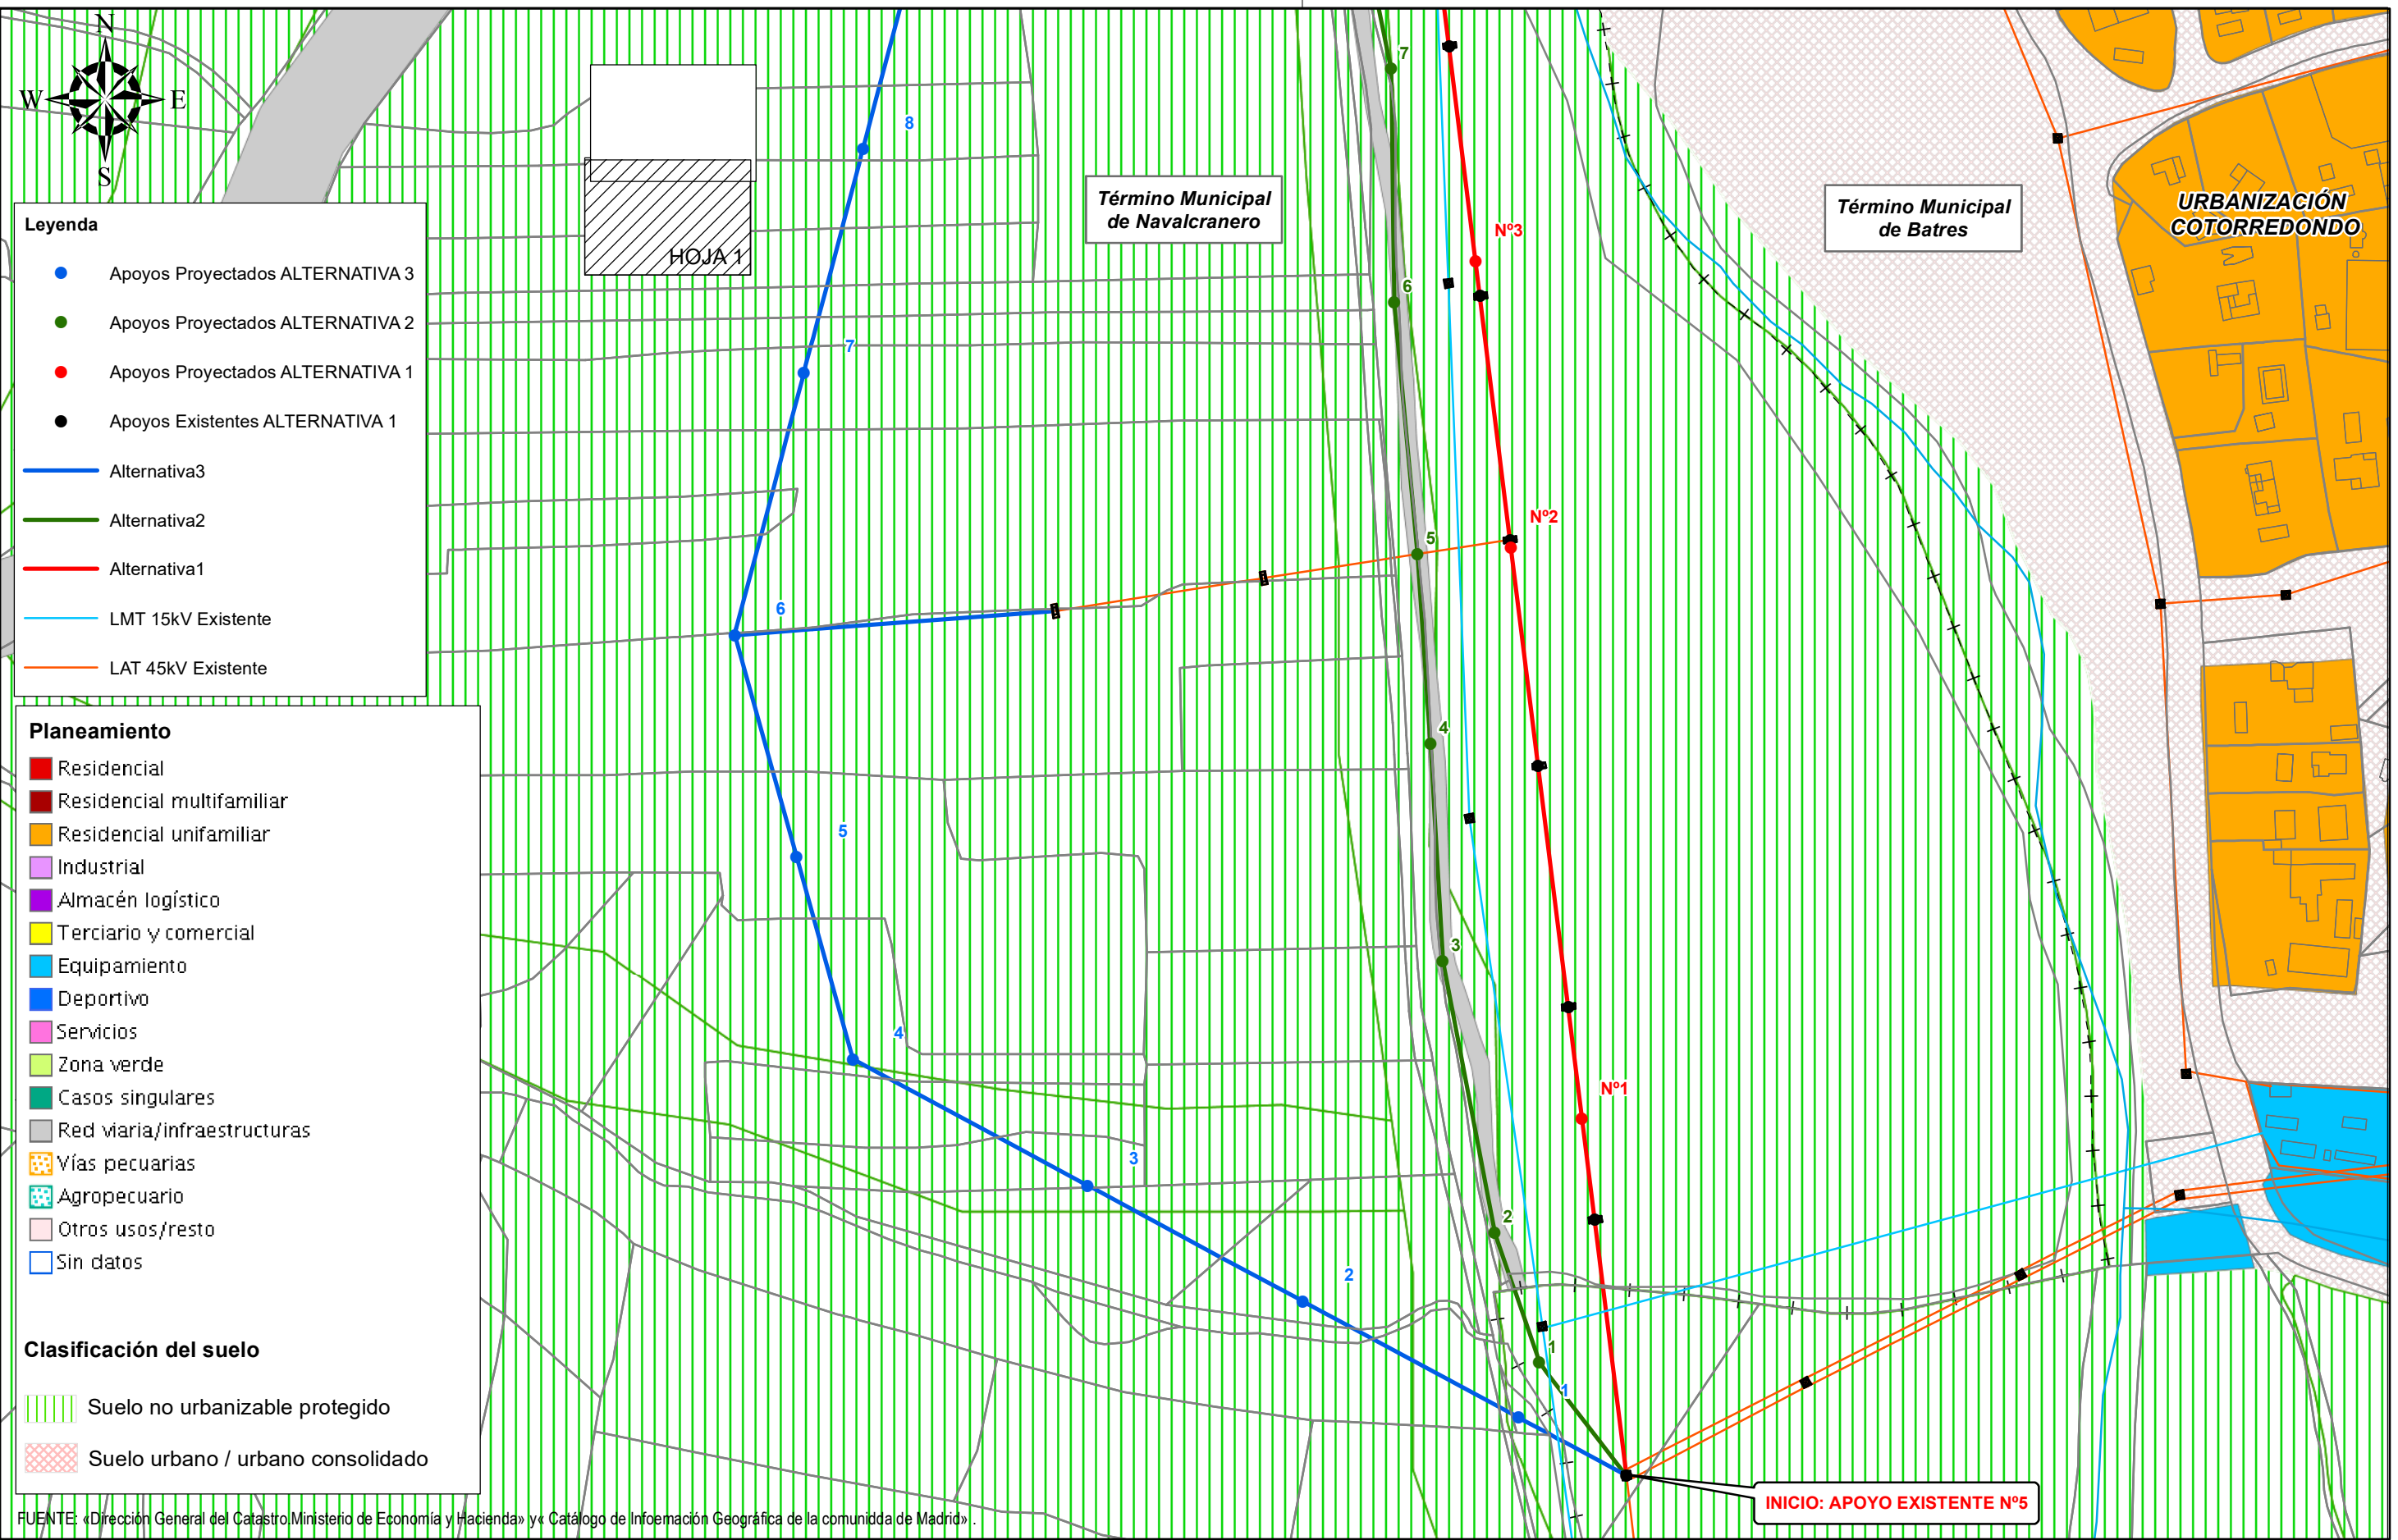 N
W
E
S
Leyenda
Apoyos Proyectados ALTERNATIVA 3
Apoyos Proyectados ALTERNATIVA 2
Apoyos Proyectados ALTERNATIVA 1
Apoyos Existentes ALTERNATIVA 1
Alternativa3
Alternativa2
Alternativa1
LMT 15kV Existente
LAT 45kV Existente
Planeamiento
Residencial
Residencial multifamiliar
Residencial unifamiliar
Industrial
Almacén logístico
Terciario y comercial
Equipamiento
Deportivo
Servicios
Zona verde
Casos singulares
Red viaria/infraestructuras
Vías pecuarias
Agropecuario
Otros usos/resto
Sin datos
Clasificación del suelo
Suelo no urbanizable protegido
Suelo urbano / urbano consolidado
FUENTE: «Dirección General del Catastro.Ministerio de Economía y Hacienda» y« Catálogo de Infoemación Geográfica de la comunidda de Madrid» .
HOJA 1
Término Municipal
de Navalcranero
Término Municipal
de Batres
URBANIZACIÓN
COTORREDONDO
8
7
6
5
4
3
2
1
7
6
5
4
3
2
1
Nº3
Nº2
Nº1
INICIO: APOYO EXISTENTE Nº5